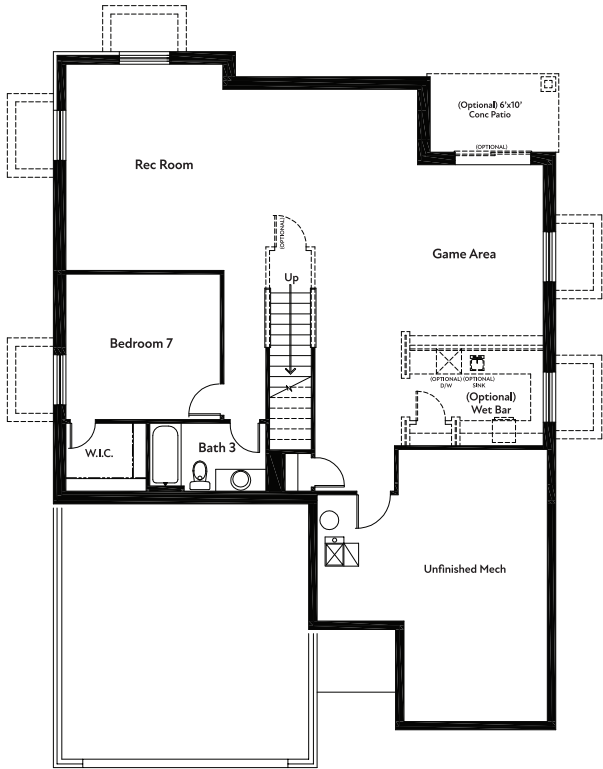 (Optional) 6'x10'
Conc Patio
(OPTIONAL)
Rec Room
(OPTIONAL)
Game Area
Up
Bedroom 7
(OPTIONAL) (OPTIONAL)
D/W SINK
(Optional)
Wet Bar
Bath 3
W.I.C.
Unfinished Mech